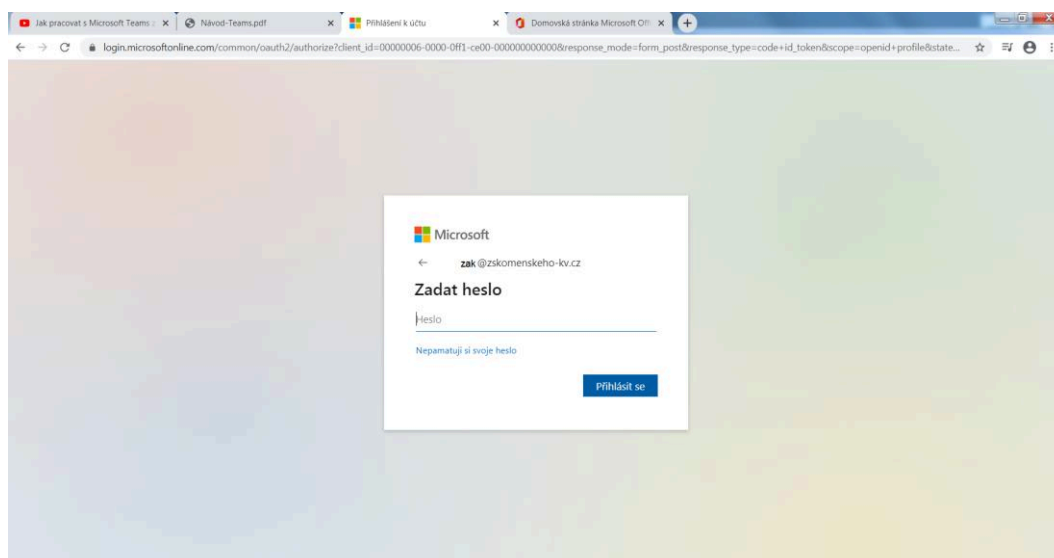 Jak pracovat s Microsoft Teams
Návod-Teams.pdf
Přihlášení k účtu
Domovská stránka Microsoft Off
login.microsoftonline.com/common/oauth2/authorize?client_id=00000006-0000-0ff1-ce00-000000000000&response_mode=form_post&response_type=code+id_token&scope=openid+profile&state...
Microsoft
zak @zskomenskeho-kv.cz
Zadat heslo
Heslo
Nepamatuji si svoje heslo
Přihlásit se